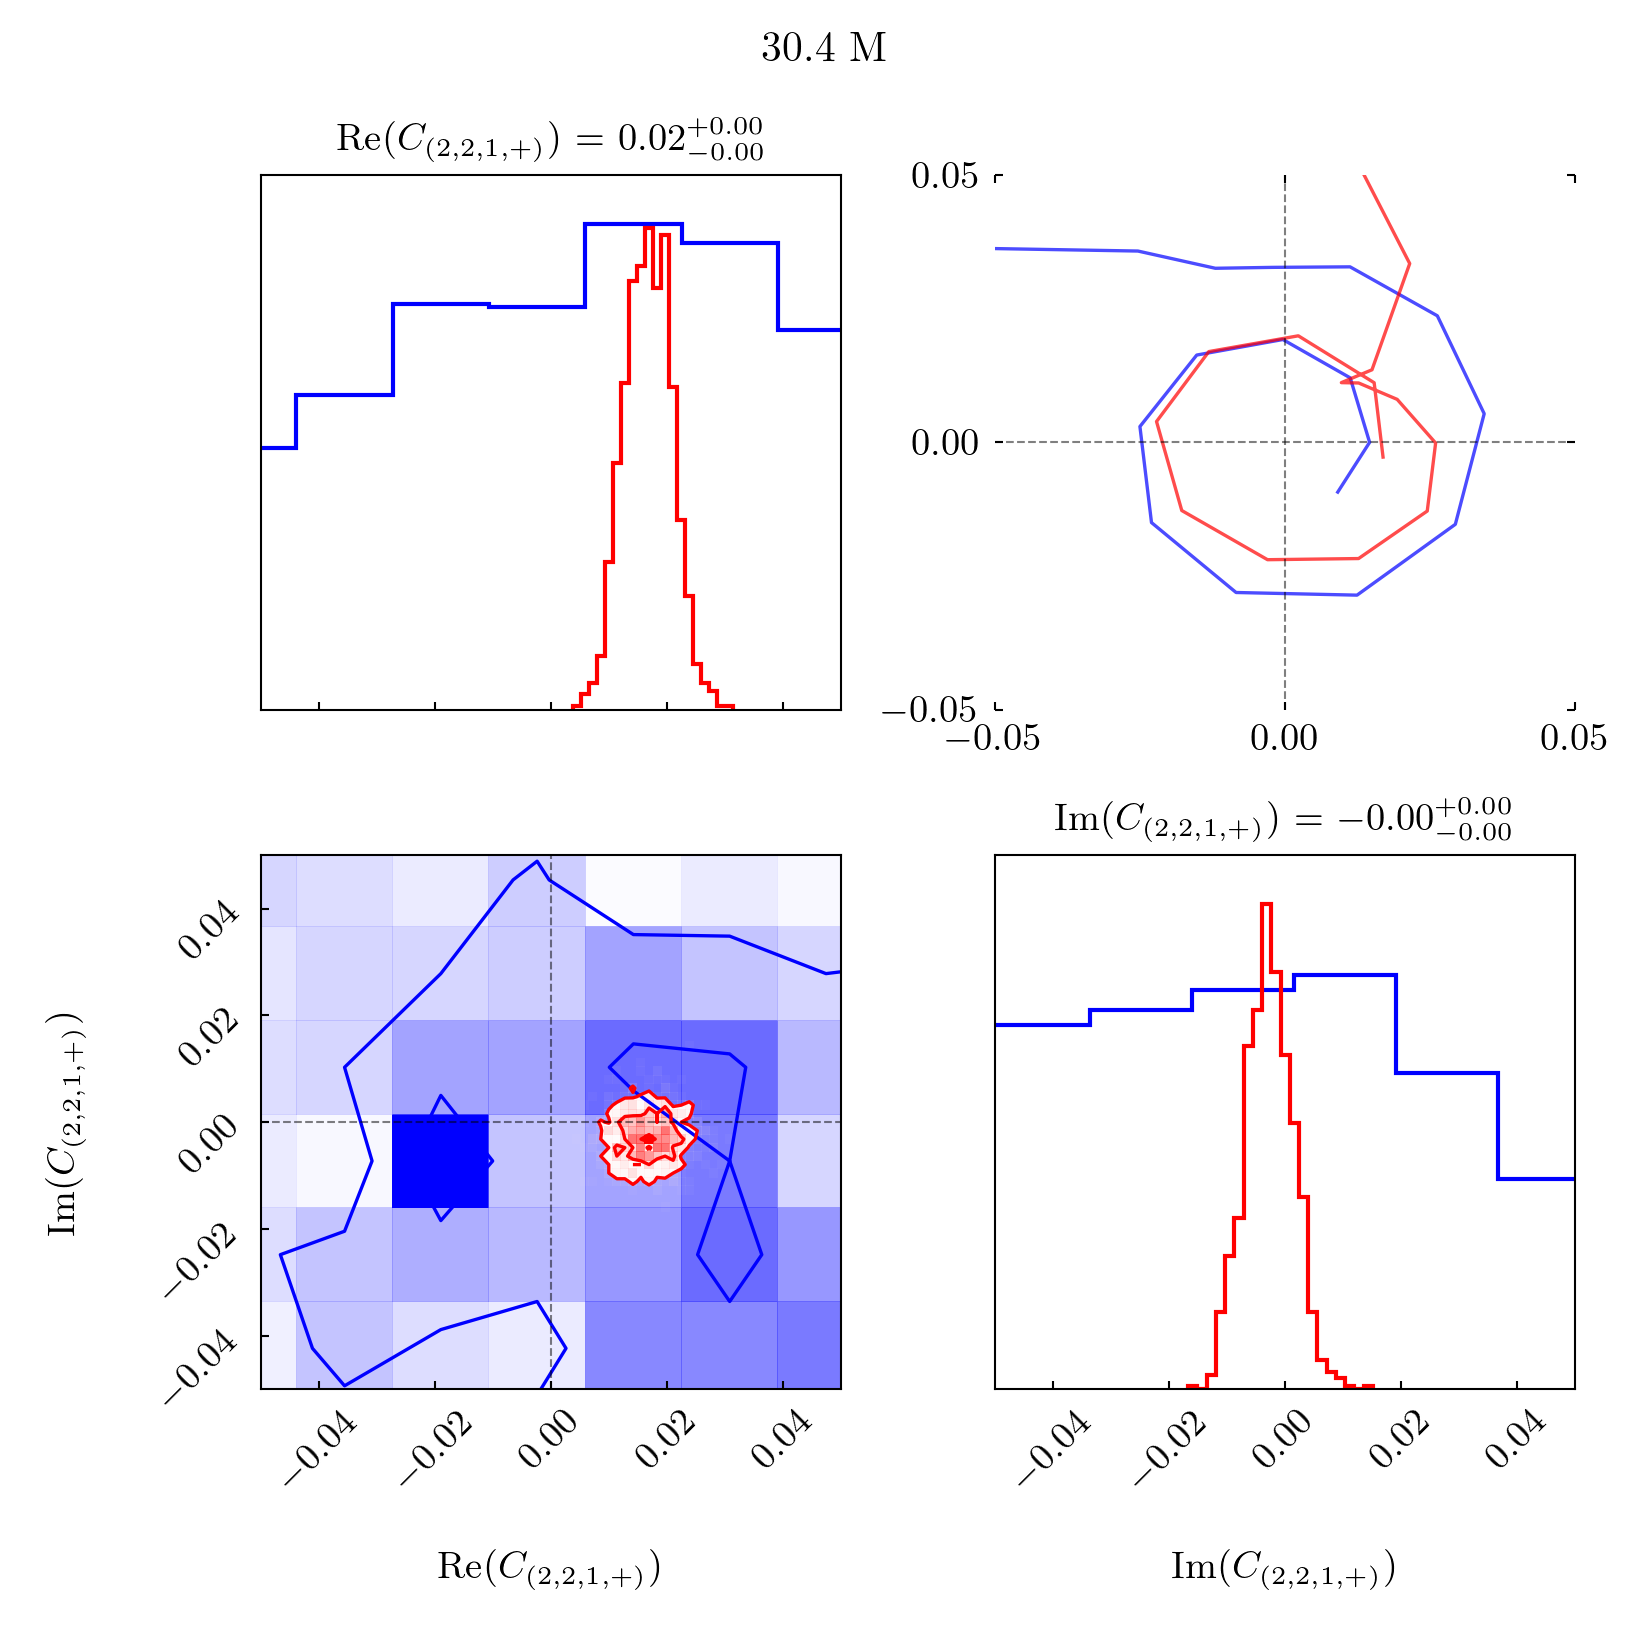 30.4 M
Re(C(2,2,1,+)) = 0.02+0.00−0.00
0.05
0.00
−0.05
−0.05 0.00 0.05
Im(C(2,2,1,+)) = −0.00+0.00−0.00
Im(C(2,2,1,+))
0.04
0.02
0.00
−0.02
−0.04
−0.04 −0.02 0.00 0.02 0.04
−0.04 −0.02 0.00 0.02 0.04
Re(C(2,2,1,+))
Im(C(2,2,1,+))